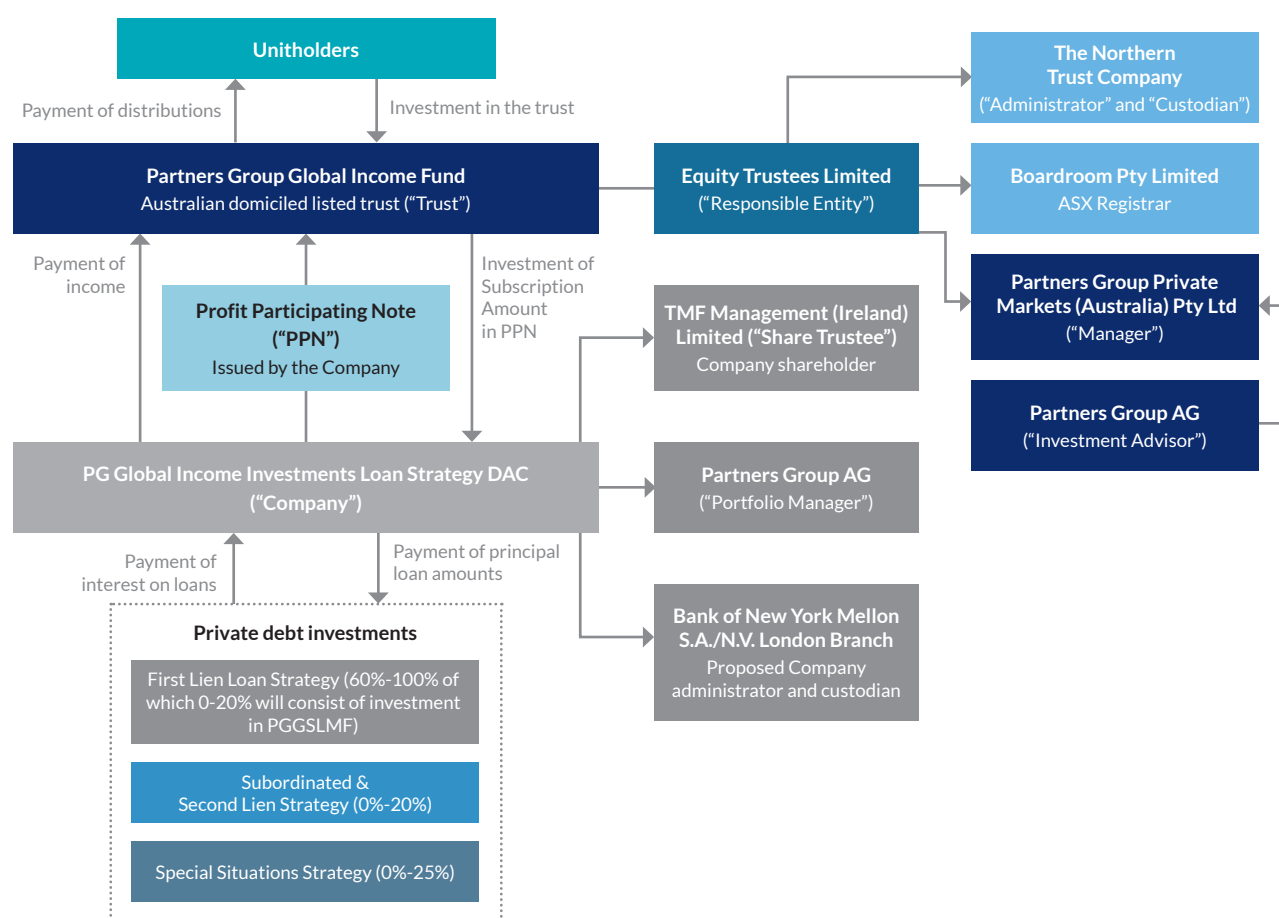 Unitholders
Payment of distributions
Investment in the trust
Partners Group Global Income Fund
Australian domiciled listed trust (“Trust”)
Equity Trustees Limited
(“Responsible Entity”)
The Northern
Trust Company
(“Administrator” and “Custodian”)
Boardroom Pty Limited
ASX Registrar
Partners Group Private
Markets (Australia) Pty Ltd
(“Manager”)
Partners Group AG
(“Investment Advisor”)
Payment of
income
Profit Participating Note
(“PPN”)
Issued by the Company
Investment of
Subscription
Amount
in PPN
TMF Management (Ireland)
Limited (“Share Trustee”)
Company shareholder
PG Global Income Investments Loan Strategy DAC
(“Company”)
Partners Group AG
(“Portfolio Manager”)
Payment of
interest on loans
Payment of principal
loan amounts
Bank of New York Mellon
S.A./N.V. London Branch
Proposed Company
administrator and custodian
Private debt investments
First Lien Loan Strategy (60%-100% of
which 0-20% will consist of investment
in PGGSLMF)
Subordinated &
Second Lien Strategy (0%-20%)
Special Situations Strategy (0%-25%)